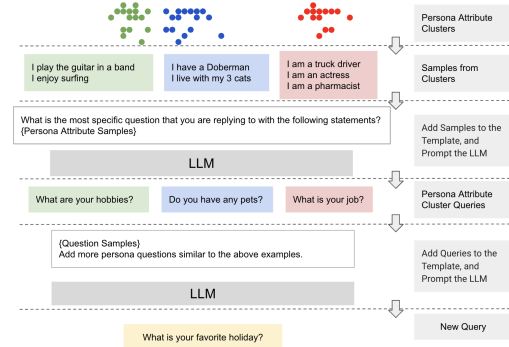 Persona Attribute
Clusters
I play the guitar in a band
I enjoy surfing
I have a Doberman
I live with my 3 cats
I am a truck driver
I am an actress
I am a pharmacist
Samples from
Clusters
What is the most specific question that you are replying to with the following statements?
{Persona Attribute Samples}
LLM
Add Samples to the
Template, and
Prompt the LLM
What are your hobbies?
Do you have any pets?
What is your job?
Persona Attribute
Cluster Queries
{Question Samples}
Add more persona questions similar to the above examples.
LLM
Add Queries to the
Template, and
Prompt the LLM
What is your favorite holiday?
New Query